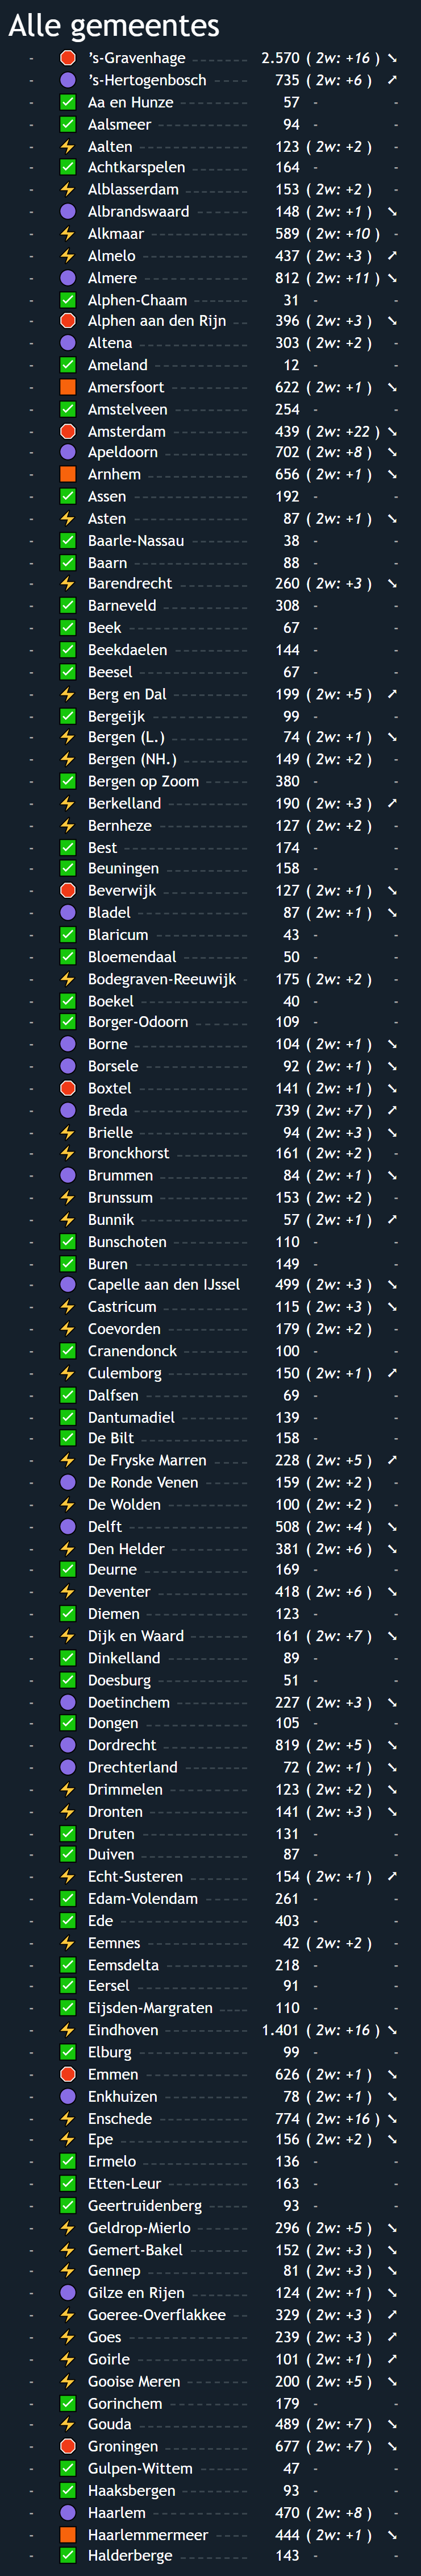 Alle gemeentes
- 's-Gravenhage 2.570 ( 2w: +16 ) ➘
- 's-Hertogenbosch 735 ( 2w: +6 ) ➚
- Aa en Hunze 57 - -
- Aalsmeer 94 - -
- Aalten 123 ( 2w: +2 ) -
- Achtkarspelen 164 - -
- Alblasserdam 153 ( 2w: +2 ) -
- Albrandswaard 148 ( 2w: +1 ) ➘
- Alkmaar 589 ( 2w: +10 ) -
- Almelo 437 ( 2w: +3 ) ➚
- Almere 812 ( 2w: +11 ) ➘
- Alphen-Chaam 31 - -
- Alphen aan den Rijn 396 ( 2w: +3 ) ➘
- Altena 303 ( 2w: +2 ) -
- Ameland 12 - -
- Amersfoort 622 ( 2w: +1 ) ➘
- Amstelveen 254 - -
- Amsterdam 439 ( 2w: +22 ) ➘
- Apeldoorn 702 ( 2w: +8 ) ➘
- Arnhem 656 ( 2w: +1 ) ➘
- Assen 192 - -
- Asten 87 ( 2w: +1 ) ➘
- Baarle-Nassau 38 - -
- Baarn 88 - -
- Barendrecht 260 ( 2w: +3 ) ➘
- Barneveld 308 - -
- Beek 67 - -
- Beekdaelen 144 - -
- Beesel 67 - -
- Berg en Dal 199 ( 2w: +5 ) ➚
- Bergeijk 99 - -
- Bergen (L.) 74 ( 2w: +1 ) ➘
- Bergen (NH.) 149 ( 2w: +2 ) -
- Bergen op Zoom 380 - -
- Berkelland 190 ( 2w: +3 ) ➚
- Bernheze 127 ( 2w: +2 ) -
- Best 174 - -
- Beuningen 158 - -
- Beverwijk 127 ( 2w: +1 ) ➘
- Bladel 87 ( 2w: +1 ) ➘
- Blaricum 43 - -
- Bloemendaal 50 - -
- Bodegraven-Reeuwijk 175 ( 2w: +2 ) -
- Boekel 40 - -
- Borger-Odoorn 109 - -
- Borne 104 ( 2w: +1 ) ➘
- Borsele 92 ( 2w: +1 ) ➘
- Boxtel 141 ( 2w: +1 ) ➘
- Breda 739 ( 2w: +7 ) ➚
- Brielle 94 ( 2w: +3 ) ➘
- Bronckhorst 161 ( 2w: +2 ) -
- Brummen 84 ( 2w: +1 ) ➘
- Brunssum 153 ( 2w: +2 ) -
- Bunnik 57 ( 2w: +1 ) ➚
- Bunschoten 110 - -
- Buren 149 - -
- Capelle aan den IJssel 499 ( 2w: +3 ) ➘
- Castricum 115 ( 2w: +3 ) ➘
- Coevorden 179 ( 2w: +2 ) -
- Cranendonck 100 - -
- Culemborg 150 ( 2w: +1 ) ➚
- Dalfsen 69 - -
- Dantumadiel 139 - -
- De Bilt 158 - -
- De Fryske Marren 228 ( 2w: +5 ) ➚
- De Ronde Venen 159 ( 2w: +2 ) -
- De Wolden 100 ( 2w: +2 ) -
- Delft 508 ( 2w: +4 ) ➘
- Den Helder 381 ( 2w: +6 ) ➘
- Deurne 169 - -
- Deventer 418 ( 2w: +6 ) ➘
- Diemen 123 - -
- Dijk en Waard 161 ( 2w: +7 ) ➘
- Dinkelland 89 - -
- Doesburg 51 - -
- Doetinchem 227 ( 2w: +3 ) ➘
- Dongen 105 - -
- Dordrecht 819 ( 2w: +5 ) ➘
- Drechterland 72 ( 2w: +1 ) ➘
- Drimmelen 123 ( 2w: +2 ) ➘
- Dronten 141 ( 2w: +3 ) ➘
- Druten 131 - -
- Duiven 87 - -
- Echt-Susteren 154 ( 2w: +1 ) ➚
- Edam-Volendam 261 - -
- Ede 403 - -
- Eemnes 42 ( 2w: +2 ) -
- Eemsdelta 218 - -
- Eersel 91 - -
- Eijsden-Margraten 110 - -
- Eindhoven 1.401 ( 2w: +16 ) ➘
- Elburg 99 - -
- Emmen 626 ( 2w: +1 ) ➘
- Enkhuizen 78 ( 2w: +1 ) ➘
- Enschede 774 ( 2w: +16 ) ➘
- Epe 156 ( 2w: +2 ) ➘
- Ermelo 136 - -
- Etten-Leur 163 - -
- Geertruidenberg 93 - -
- Geldrop-Mierlo 296 ( 2w: +5 ) ➘
- Gemert-Bakel 152 ( 2w: +3 ) ➘
- Gennep 81 ( 2w: +3 ) ➘
- Gilze en Rijen 124 ( 2w: +1 ) ➘
- Goeree-Overflakkee 329 ( 2w: +3 ) ➚
- Goes 239 ( 2w: +3 ) ➚
- Goirle 101 ( 2w: +1 ) ➚
- Gooise Meren 200 ( 2w: +5 ) ➘
- Gorinchem 179 - -
- Gouda 489 ( 2w: +7 ) ➘
- Groningen 677 ( 2w: +7 ) ➘
- Gulpen-Wittem 47 - -
- Haaksbergen 93 - -
- Haarlem 470 ( 2w: +8 ) -
- Haarlemmermeer 444 ( 2w: +1 ) ➘
- Halderberge 143 - -